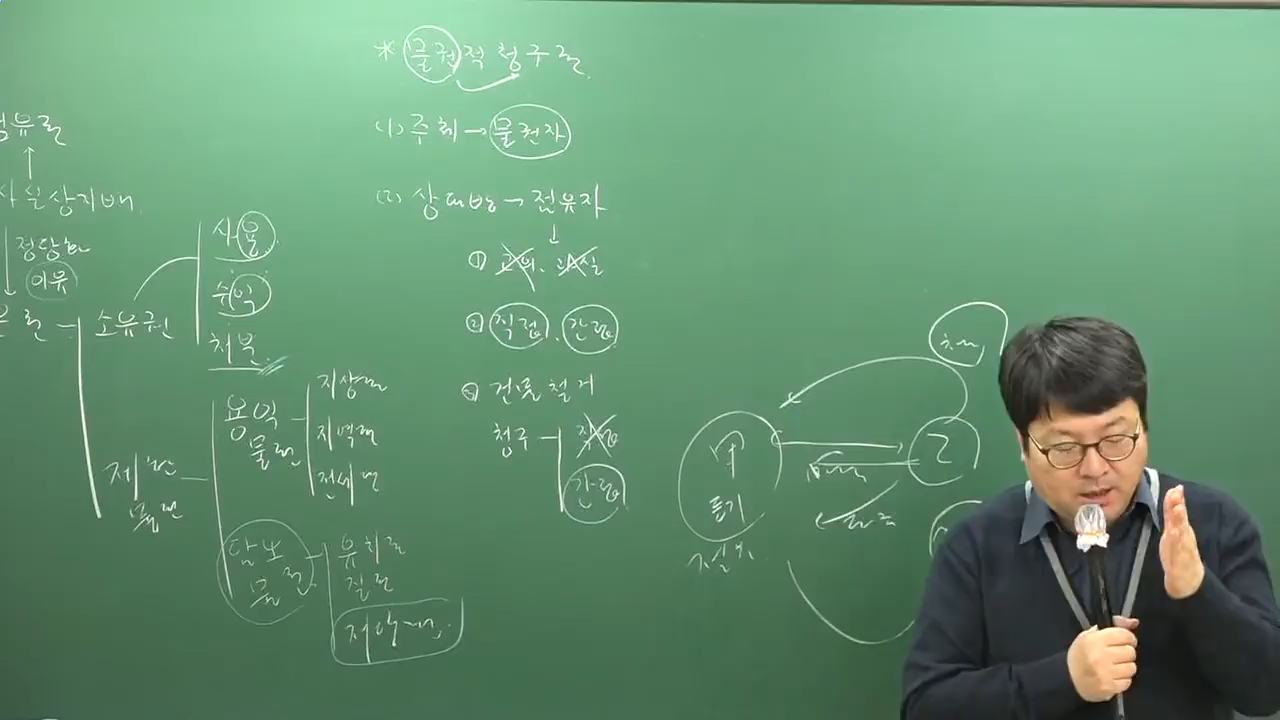 * 물권적 청구권.
(1) 주체 → 물권자
(2) 상대방 → 점유자
① 고의, 과실
② 직접, 간접
③ 건물 철거
청구
직접
간접
점유권
사실상지배
정당한
이유
물권
소유권
사용
수익
처분
제한
물권
용익
물권
지상권
지역권
전세권
담보
물권
유치권
질권
저당권
甲
등기
乙